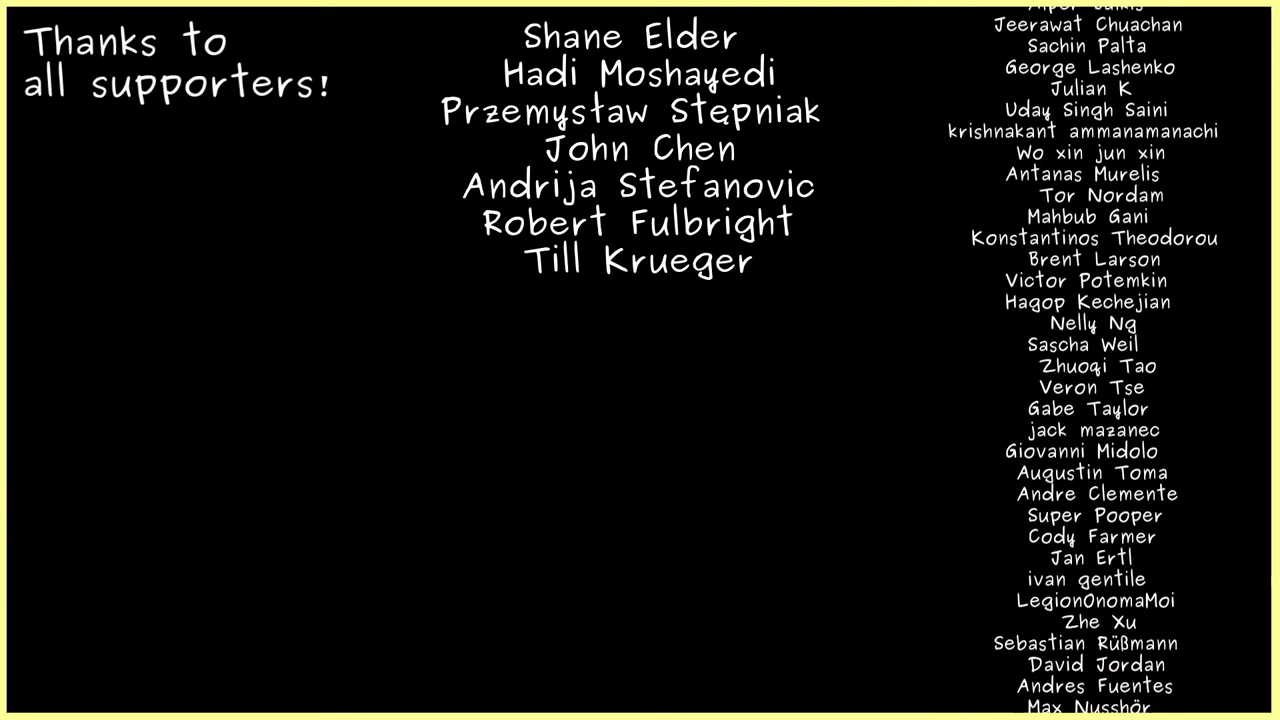 Thanks to
all supporters!
Shane Elder
Hadi Moshayedi
Przemysław Stępniak
John Chen
Andrija Stefanovic
Robert Fulbright
Till Krueger
Jeerawat Chuachan
Sachin Palta
George Lashenko
Julian K
Uday Singh Saini
krishnakant ammanamanachi
Wo xin jun xin
Antanas Murelis
Tor Nordam
Mahbub Gani
Konstantinos Theodorou
Brent Larson
Victor Potemkin
Hagop Kechejian
Nelly Ng
Sascha Weil
Zhuoqi Tao
Veron Tse
Gabe Taylor
jack mazanec
Giovanni Midolo
Augustin Toma
Andre Clemente
Super Pooper
Cody Farmer
Jan Ertl
ivan gentile
LegionOnomaMoi
Zhe Xu
Sebastian Rüßmann
David Jordan
Andres Fuentes
Max Nusshör